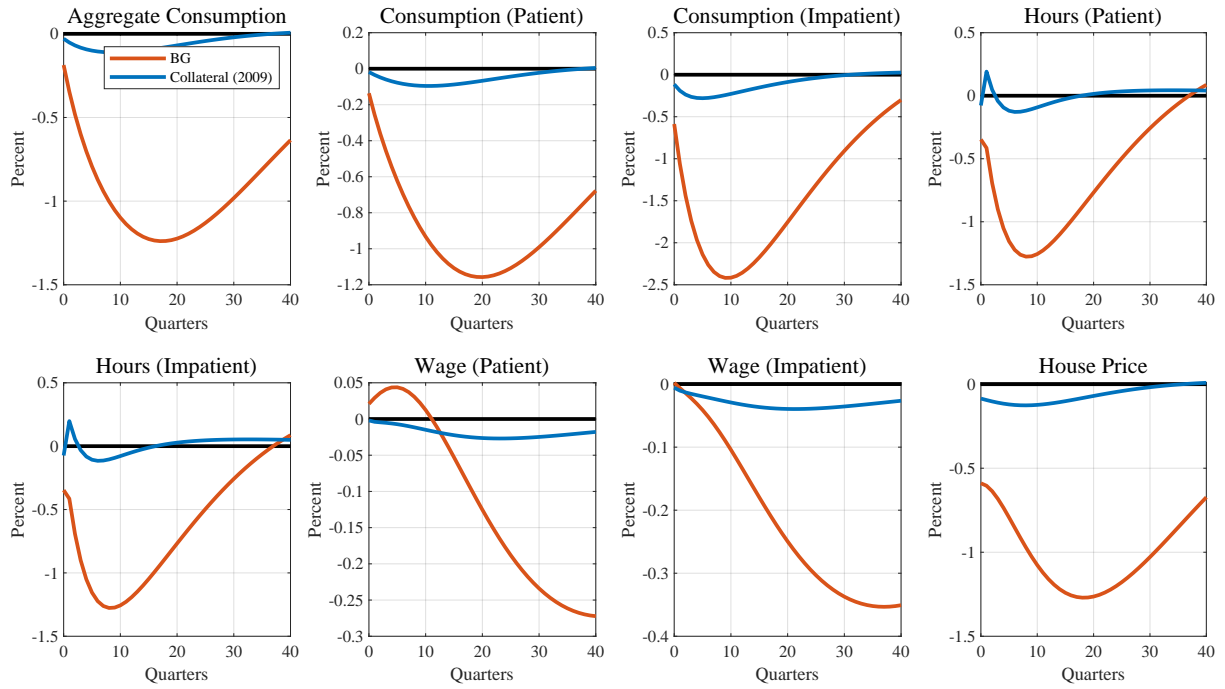 Aggregate Consumption
0
-0.5
-1
-1.5
Percent
0 10 20 30 40
Quarters
BG
Collateral (2009)
Consumption (Patient)
0.2
0
-0.2
-0.4
-0.6
-0.8
-1
-1.2
Percent
0 10 20 30 40
Quarters
Consumption (Impatient)
0.5
0
-0.5
-1
-1.5
-2
-2.5
Percent
0 10 20 30 40
Quarters
Hours (Patient)
0.5
0
-0.5
-1
-1.5
Percent
0 10 20 30 40
Quarters
Hours (Impatient)
0.5
0
-0.5
-1
-1.5
Percent
0 10 20 30 40
Quarters
Wage (Patient)
0.05
0
-0.05
-0.1
-0.15
-0.2
-0.25
-0.3
Percent
0 10 20 30 40
Quarters
Wage (Impatient)
0
-0.1
-0.2
-0.3
-0.4
Percent
0 10 20 30 40
Quarters
House Price
0
-0.5
-1
-1.5
Percent
0 10 20 30 40
Quarters